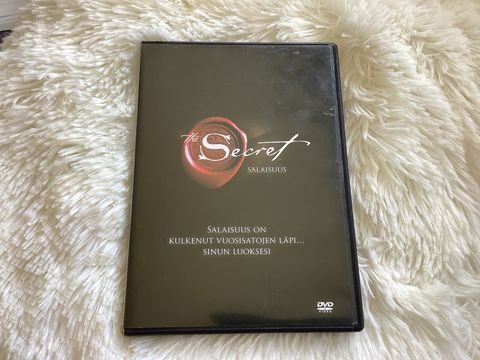 the Secret
SALAISUUS
SALAISUUS ON
KULKENUT VUOSISATOJEN LÄPI...
SINUN LUOKSESI
DVD
VIDEO